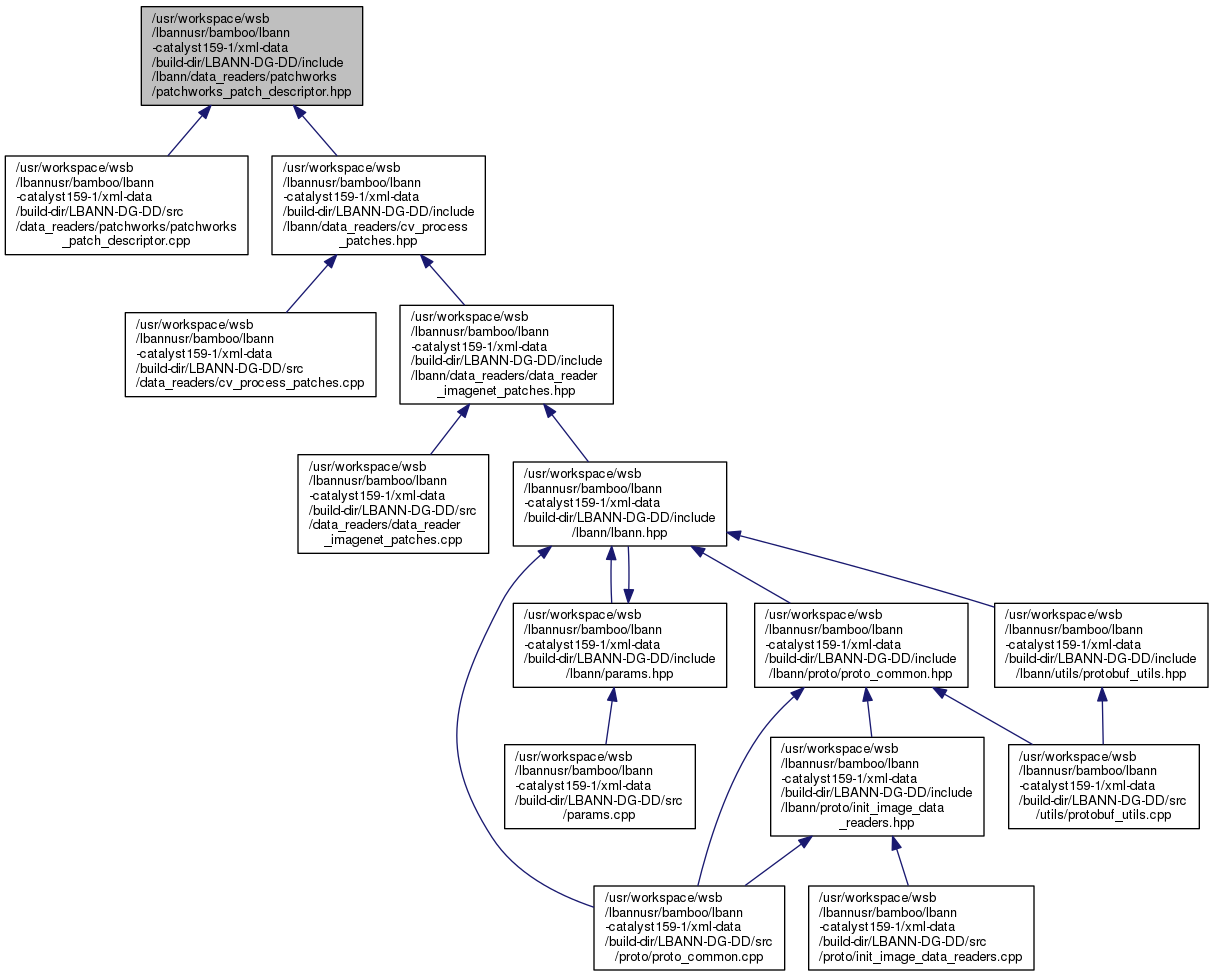 /usr/workspace/wsb
/lbannusr/bamboo/lbann
-catalyst159-1/xml-data
/build-dir/LBANN-DG-DD/include
/lbann/data_readers/patchworks
/patchworks_patch_descriptor.hpp
/usr/workspace/wsb
/lbannusr/bamboo/lbann
-catalyst159-1/xml-data
/build-dir/LBANN-DG-DD/src
/data_readers/patchworks/patchworks
_patch_descriptor.cpp
/usr/workspace/wsb
/lbannusr/bamboo/lbann
-catalyst159-1/xml-data
/build-dir/LBANN-DG-DD/include
/lbann/data_readers/cv_process
_patches.hpp
/usr/workspace/wsb
/lbannusr/bamboo/lbann
-catalyst159-1/xml-data
/build-dir/LBANN-DG-DD/src
/data_readers/cv_process_patches.cpp
/usr/workspace/wsb
/lbannusr/bamboo/lbann
-catalyst159-1/xml-data
/build-dir/LBANN-DG-DD/include
/lbann/data_readers/data_reader
_imagenet_patches.hpp
/usr/workspace/wsb
/lbannusr/bamboo/lbann
-catalyst159-1/xml-data
/build-dir/LBANN-DG-DD/src
/data_readers/data_reader
_imagenet_patches.cpp
/usr/workspace/wsb
/lbannusr/bamboo/lbann
-catalyst159-1/xml-data
/build-dir/LBANN-DG-DD/include
/lbann/lbann.hpp
/usr/workspace/wsb
/lbannusr/bamboo/lbann
-catalyst159-1/xml-data
/build-dir/LBANN-DG-DD/include
/lbann/params.hpp
/usr/workspace/wsb
/lbannusr/bamboo/lbann
-catalyst159-1/xml-data
/build-dir/LBANN-DG-DD/include
/lbann/proto/proto_common.hpp
/usr/workspace/wsb
/lbannusr/bamboo/lbann
-catalyst159-1/xml-data
/build-dir/LBANN-DG-DD/include
/lbann/utils/protobuf_utils.hpp
/usr/workspace/wsb
/lbannusr/bamboo/lbann
-catalyst159-1/xml-data
/build-dir/LBANN-DG-DD/src
/params.cpp
/usr/workspace/wsb
/lbannusr/bamboo/lbann
-catalyst159-1/xml-data
/build-dir/LBANN-DG-DD/include
/lbann/proto/init_image_data
_readers.hpp
/usr/workspace/wsb
/lbannusr/bamboo/lbann
-catalyst159-1/xml-data
/build-dir/LBANN-DG-DD/src
/utils/protobuf_utils.cpp
/usr/workspace/wsb
/lbannusr/bamboo/lbann
-catalyst159-1/xml-data
/build-dir/LBANN-DG-DD/src
/proto/proto_common.cpp
/usr/workspace/wsb
/lbannusr/bamboo/lbann
-catalyst159-1/xml-data
/build-dir/LBANN-DG-DD/src
/proto/init_image_data_readers.cpp